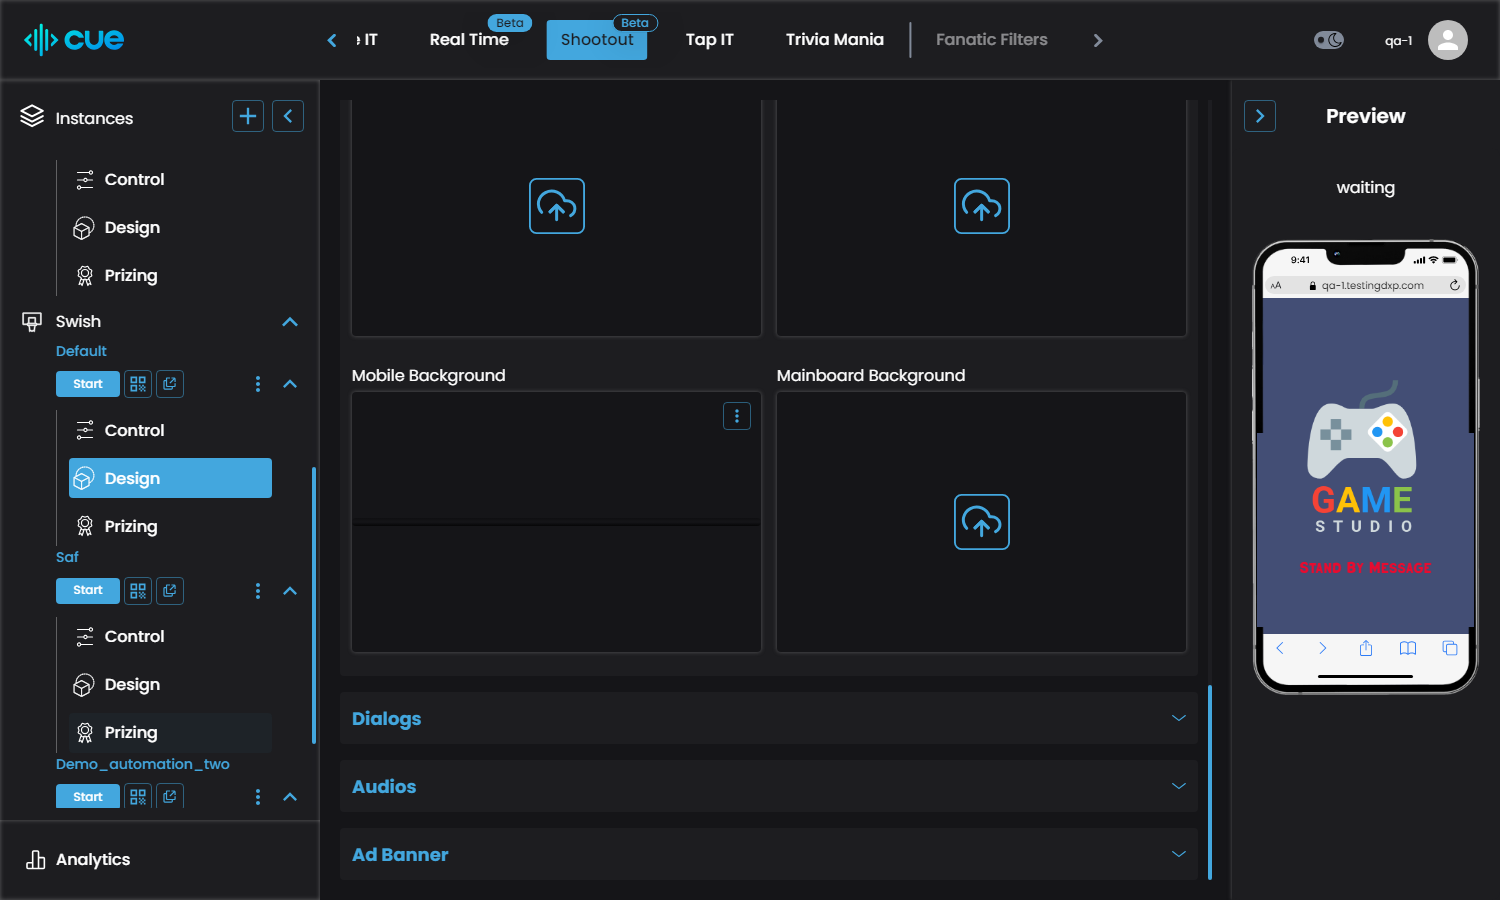 cue
e IT
Real Time
Beta
Shootout
Beta
Tap IT
Trivia Mania
Fanatic Filters
qa-1
Instances
Control
Design
Prizing
Swish
Default
Start
Control
Design
Prizing
Saf
Start
Control
Design
Prizing
Demo_automation_two
Start
Analytics
Mobile Background
Mainboard Background
Dialogs
Audios
Ad Banner
Preview
waiting
9:41
AA
qa-1.testingdxp.com
GAME
STUDIO
Stand By Message